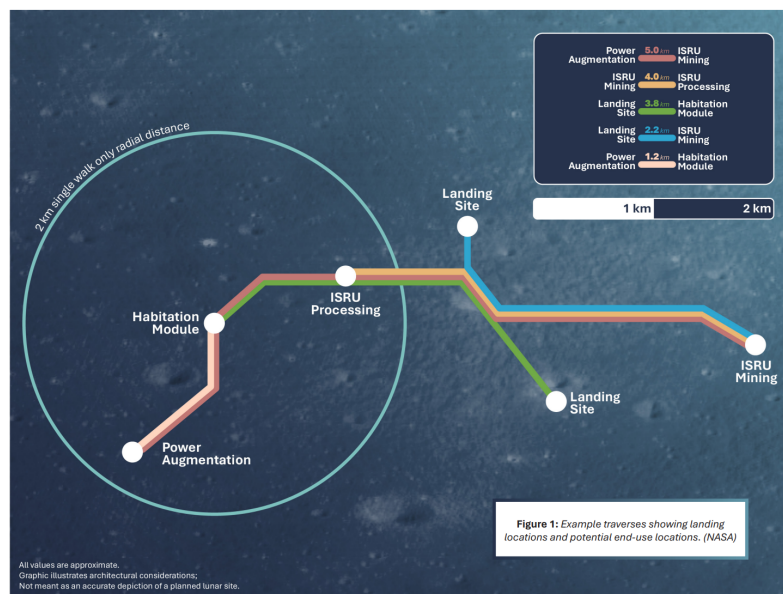 Power Augmentation 5.0 km ISRU Mining
ISRU Mining 4.0 km ISRU Processing
Landing Site 3.8 km Habitation Module
Landing Site 2.2 km ISRU Mining
Power Augmentation 1.2 km Habitation Module
1 km 2 km
2 km single walk only radial distance
Landing
Site
ISRU
Processing
Habitation
Module
ISRU
Mining
Landing
Site
Power
Augmentation
Figure 1: Example traverses showing landing
locations and potential end-use locations. (NASA)
All values are approximate.
Graphic illustrates architectural considerations;
Not meant as an accurate depiction of a planned lunar site.